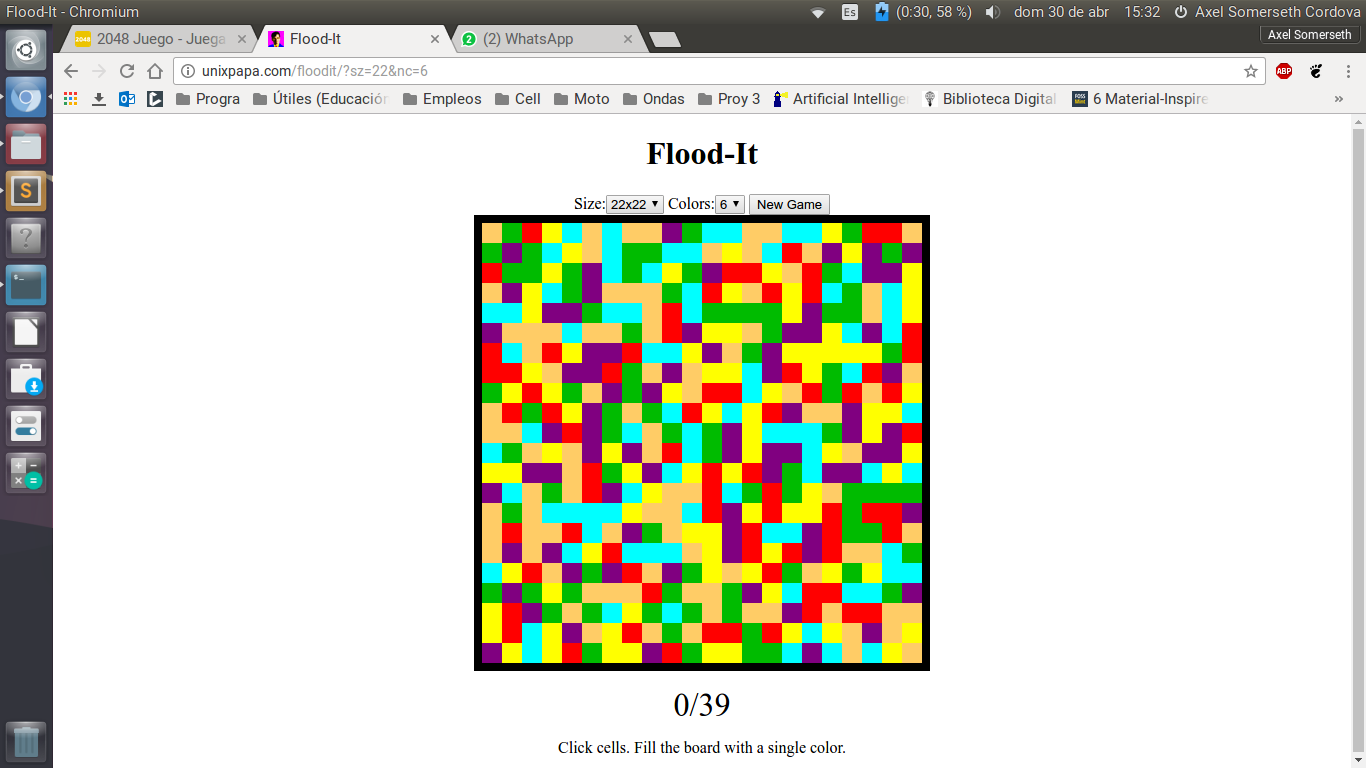 Flood-It - Chromium
Es
(0:30, 58 %)
dom 30 de abr
15:32
Axel Somerseth Cordova
2048
2048 Juego - Juega
Flood-It
2
(2) WhatsApp
Axel Somerseth
unixpapa.com/floodit/?sz=22&nc=6
ABP
Progra
Útiles (Educación
Empleos
Cell
Moto
Ondas
Proy 3
Artificial Intellige
Biblioteca Digital
6 Material-Inspire
»
Flood-It
Size: 22x22 Colors: 6 New Game
0/39
Click cells. Fill the board with a single color.